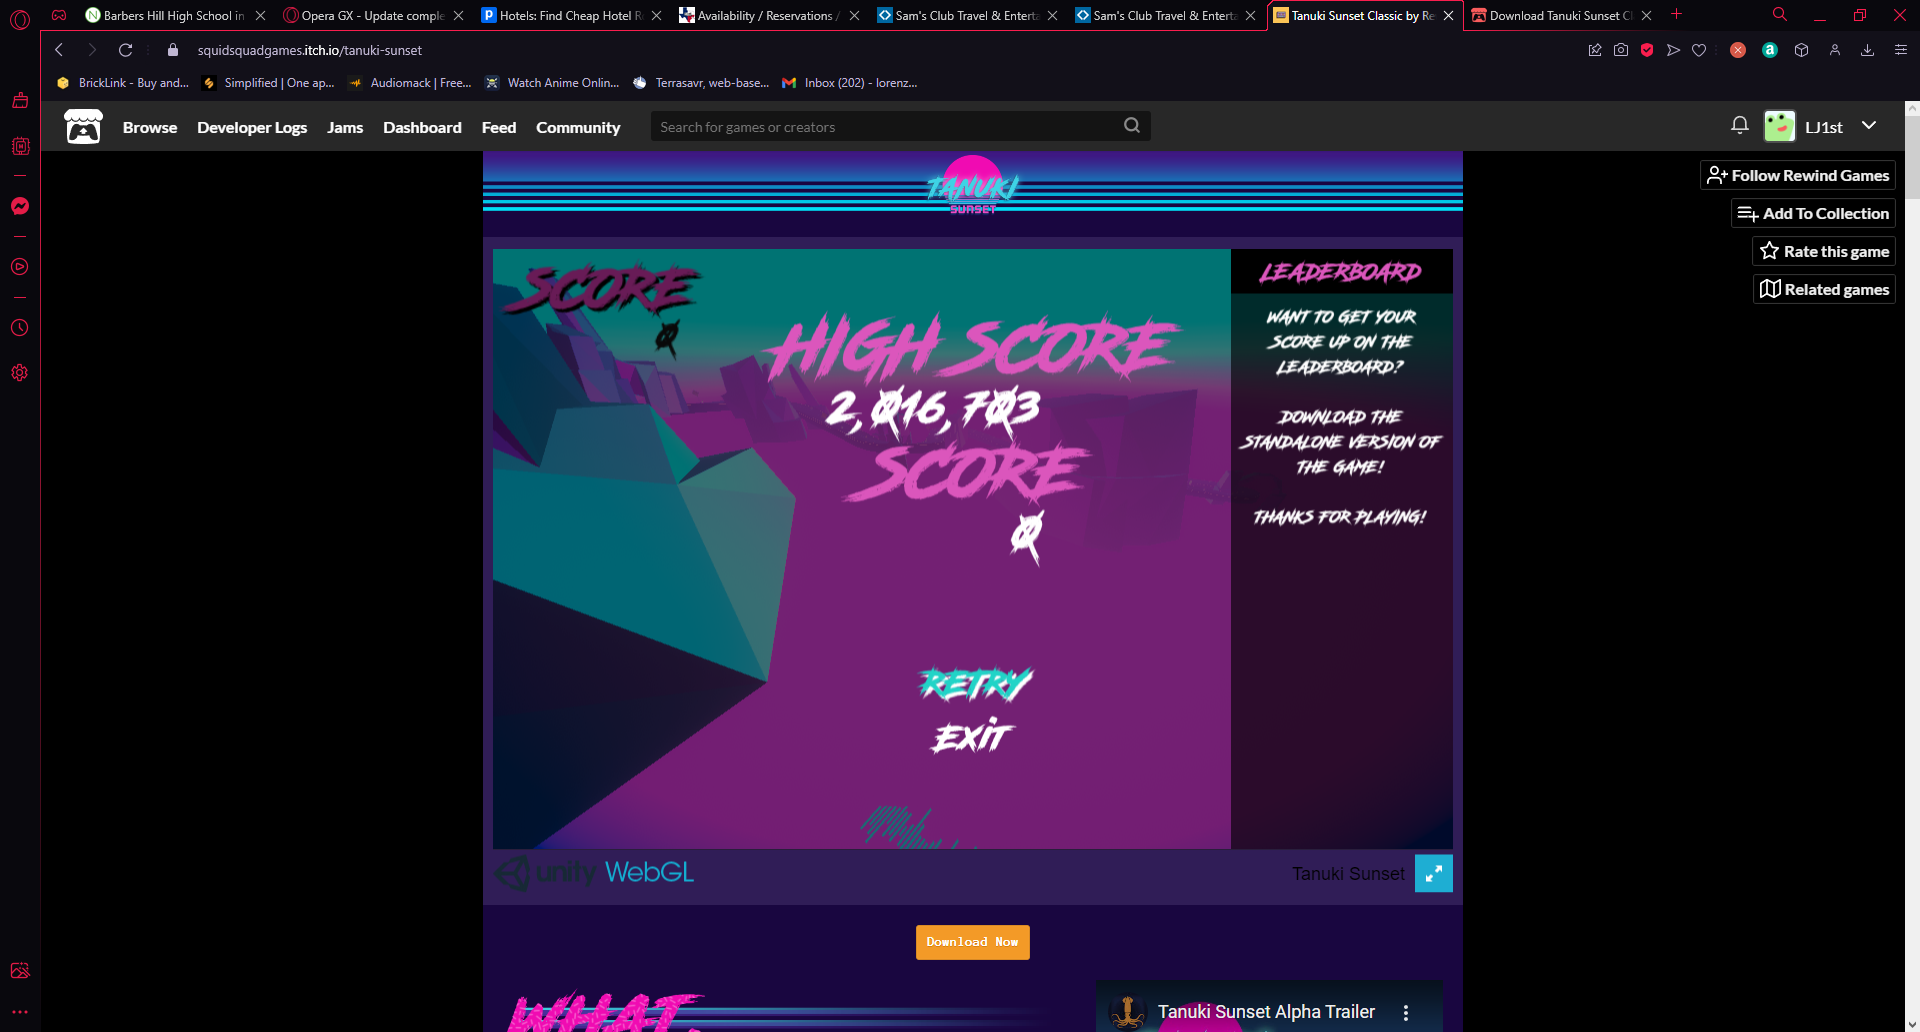 Barbers Hill High School in
Opera GX - Update comple
Hotels: Find Cheap Hotel R
Availability / Reservations /
Sam's Club Travel & Enterta
Sam's Club Travel & Enterta
Tanuki Sunset Classic by Re
Download Tanuki Sunset Cl
squidsquadgames.itch.io/tanuki-sunset
BrickLink - Buy and...
Simplified | One ap...
Audiomack | Free...
Watch Anime Onlin...
Terrasavr, web-base...
Inbox (202) - lorenz...
Browse
Developer Logs
Jams
Dashboard
Feed
Community
Search for games or creators
LJ1st
Follow Rewind Games
Add To Collection
Rate this game
Related games
TANUKI
SUNSET
SCORE
0
HIGH SCORE
2,016,703
SCORE
0
RETRY
EXIT
LEADERBOARD
WANT TO GET YOUR
SCORE UP ON THE
LEADERBOARD?
DOWNLOAD THE
STANDALONE VERSION OF
THE GAME!
THANKS FOR PLAYING!
unity WebGL
Tanuki Sunset
Download Now
WHAT.
Tanuki Sunset Alpha Trailer